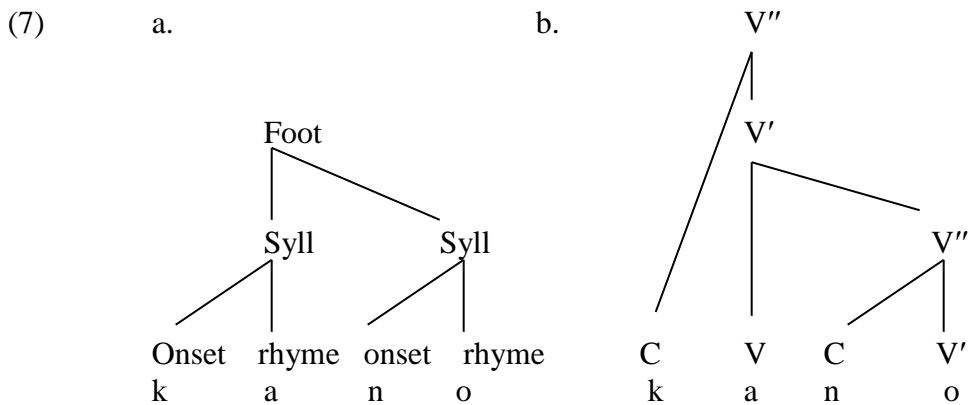 (7) a. b. V″
Foot V′
Syll Syll V″
Onset rhyme onset rhyme C V C V′
k a n o k a n o